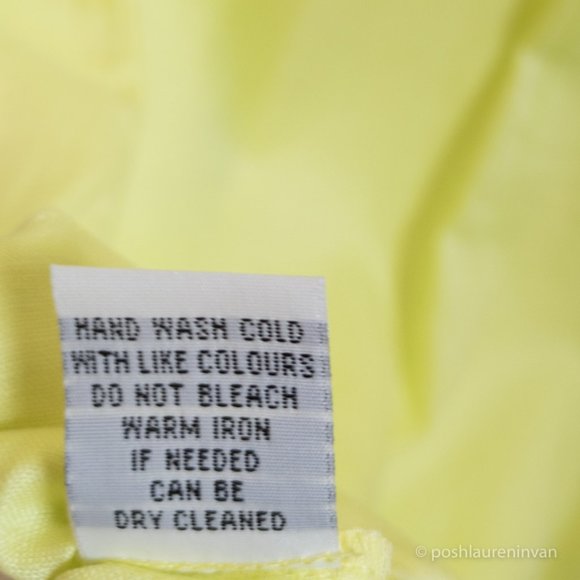 HAND WASH COLD
WITH LIKE COLOURS
DO NOT BLEACH
WARM IRON
IF NEEDED
CAN BE
DRY CLEANED
© poshlaureninvan